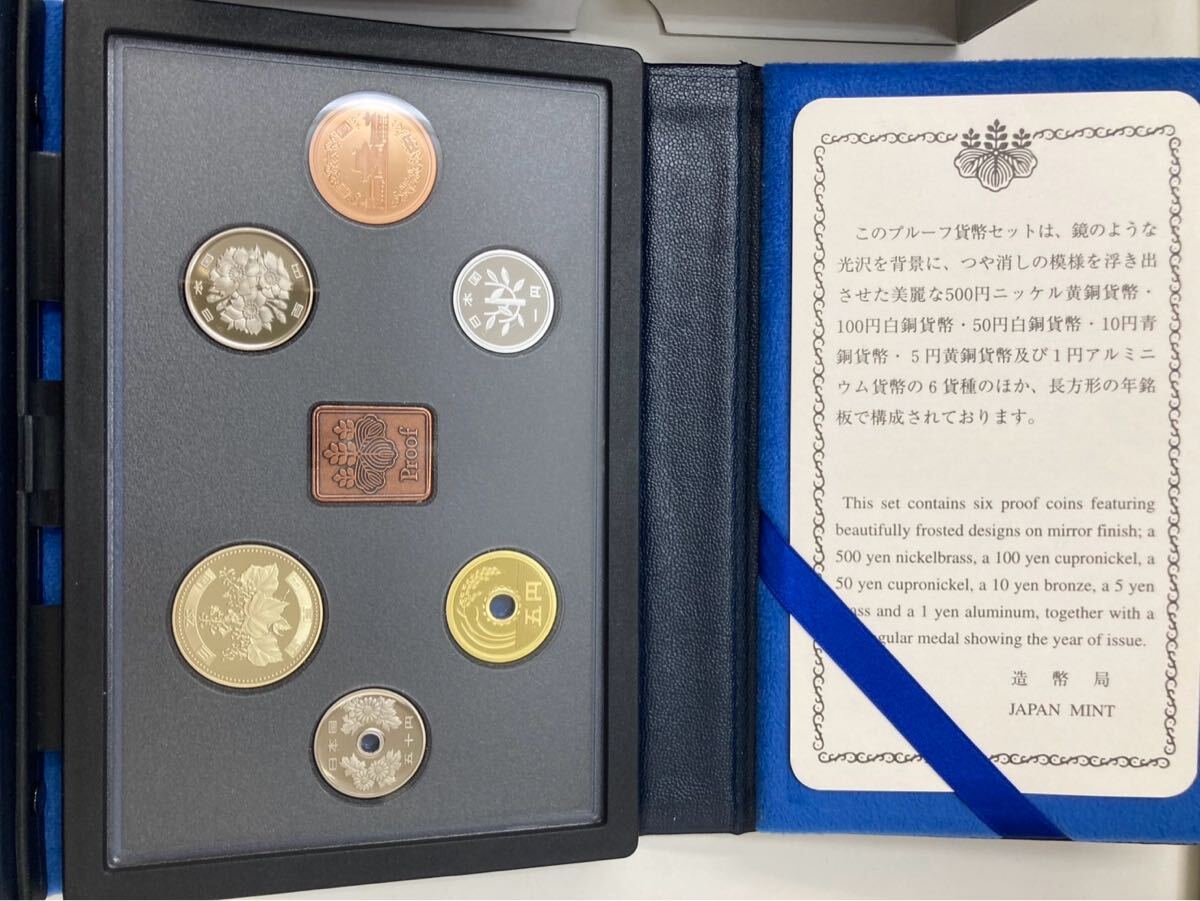 日本国
百円
日本国
一円
Proof
五円
日本国
五十円
このプルーフ貨幣セットは、鏡のような
光沢を背景に、つや消しの模様を浮き出
させた美麗な500円ニッケル黄銅貨幣・
100円白銅貨幣・50円白銅貨幣・10円青
銅貨幣・5円黄銅貨幣及び1円アルミニ
ウム貨幣の6貨種のほか、長方形の年銘
板で構成されております。
This set contains six proof coins featuring
beautifully frosted designs on mirror finish; a
500 yen nickelbrass, a 100 yen cupronickel, a
50 yen cupronickel, a 10 yen bronze, a 5 yen
and a 1 yen aluminum, together with a
medal showing the year of issue.
造幣局
JAPAN MINT